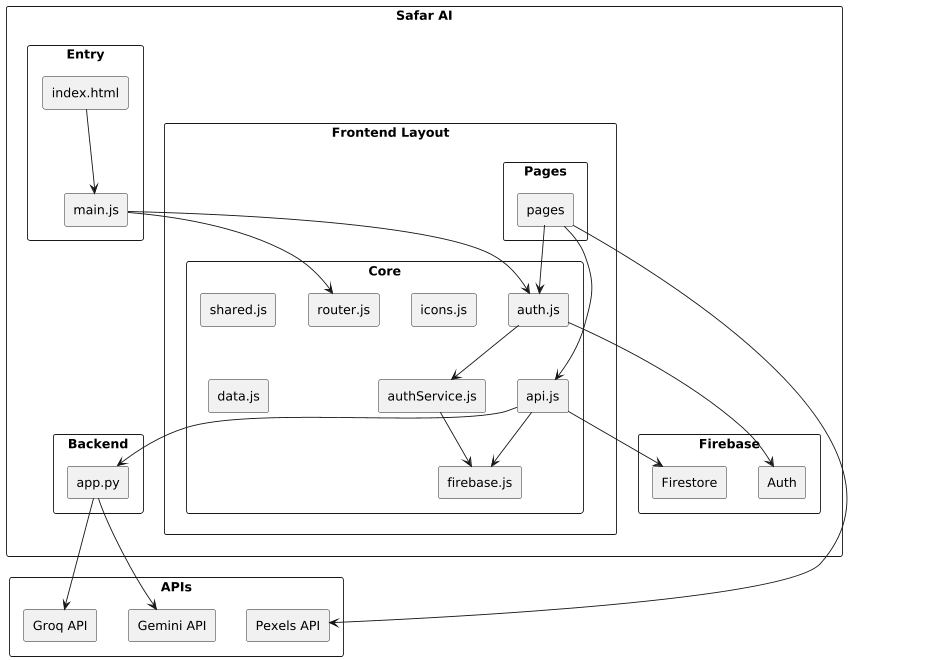 Safar AI
Entry
index.html
main.js
Frontend Layout
Pages
pages
Core
shared.js
router.js
icons.js
auth.js
data.js
authService.js
api.js
firebase.js
Backend
app.py
Firebase
Firestore
Auth
APIs
Groq API
Gemini API
Pexels API